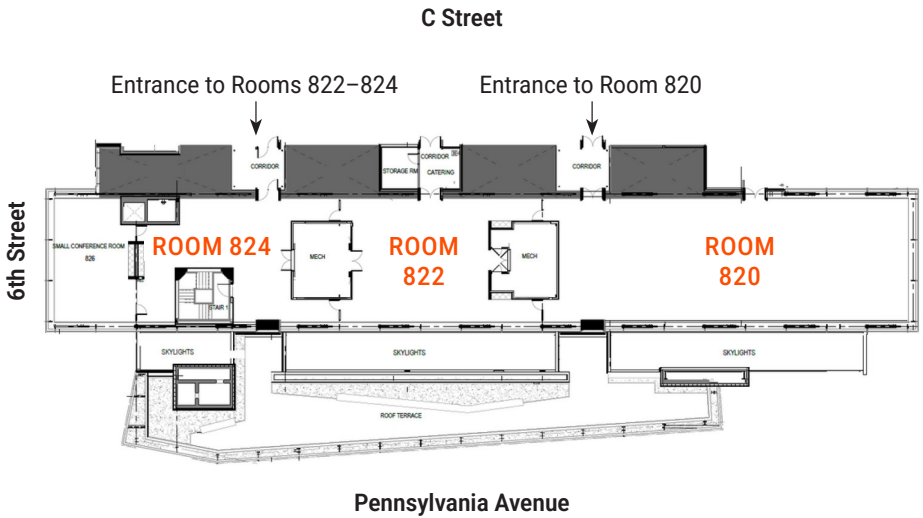 C Street
Entrance to Rooms 822–824
Entrance to Room 820
CORRIDOR
STORAGE RM
CORRIDOR
CATERING
CORRIDOR
6th Street
SMALL CONFERENCE ROOM
826
ROOM 824
MECH
ROOM
822
MECH
ROOM
820
STAIR 1
SKYLIGHTS
SKYLIGHTS
SKYLIGHTS
ROOF TERRACE
Pennsylvania Avenue